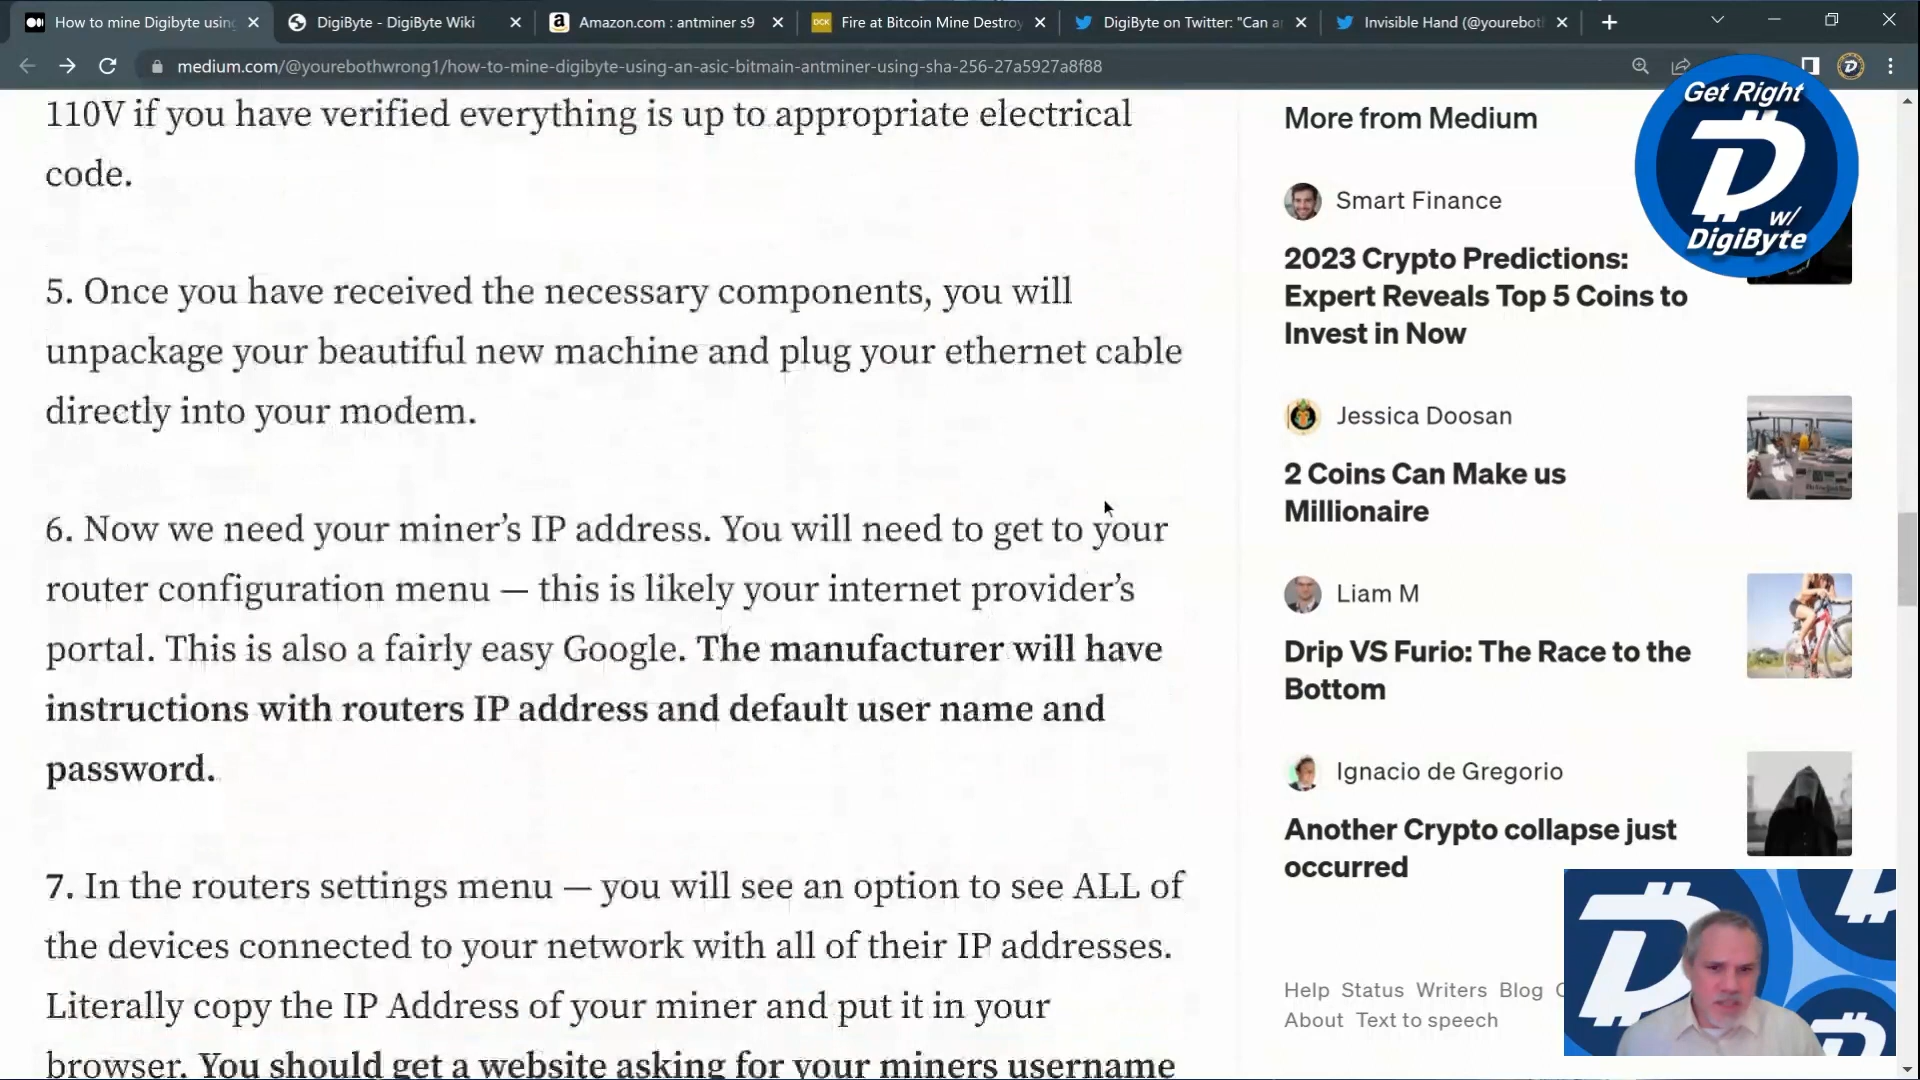 How to mine Digibyte using
DigiByte - DigiByte Wiki
Amazon.com : antminer s9
DCK
Fire at Bitcoin Mine Destroy
DigiByte on Twitter: "Can a
Invisible Hand (@yourebot
medium.com/@yourebothwrong1/how-to-mine-digibyte-using-an-asic-bitmain-antminer-using-sha-256-27a5927a8f88
110V if you have verified everything is up to appropriate electrical
code.
5. Once you have received the necessary components, you will
unpackage your beautiful new machine and plug your ethernet cable
directly into your modem.
6. Now we need your miner’s IP address. You will need to get to your
router configuration menu — this is likely your internet provider’s
portal. This is also a fairly easy Google. The manufacturer will have
instructions with routers IP address and default user name and
password.
7. In the routers settings menu — you will see an option to see ALL of
the devices connected to your network with all of their IP addresses.
Literally copy the IP Address of your miner and put it in your
browser. You should get a website asking for your miners username
More from Medium
Smart Finance
2023 Crypto Predictions:
Expert Reveals Top 5 Coins to
Invest in Now
Jessica Doosan
2 Coins Can Make us
Millionaire
Liam M
Drip VS Furio: The Race to the
Bottom
Ignacio de Gregorio
Another Crypto collapse just
occurred
Help Status Writers Blog
About Text to speech
Get Right
w/
DigiByte